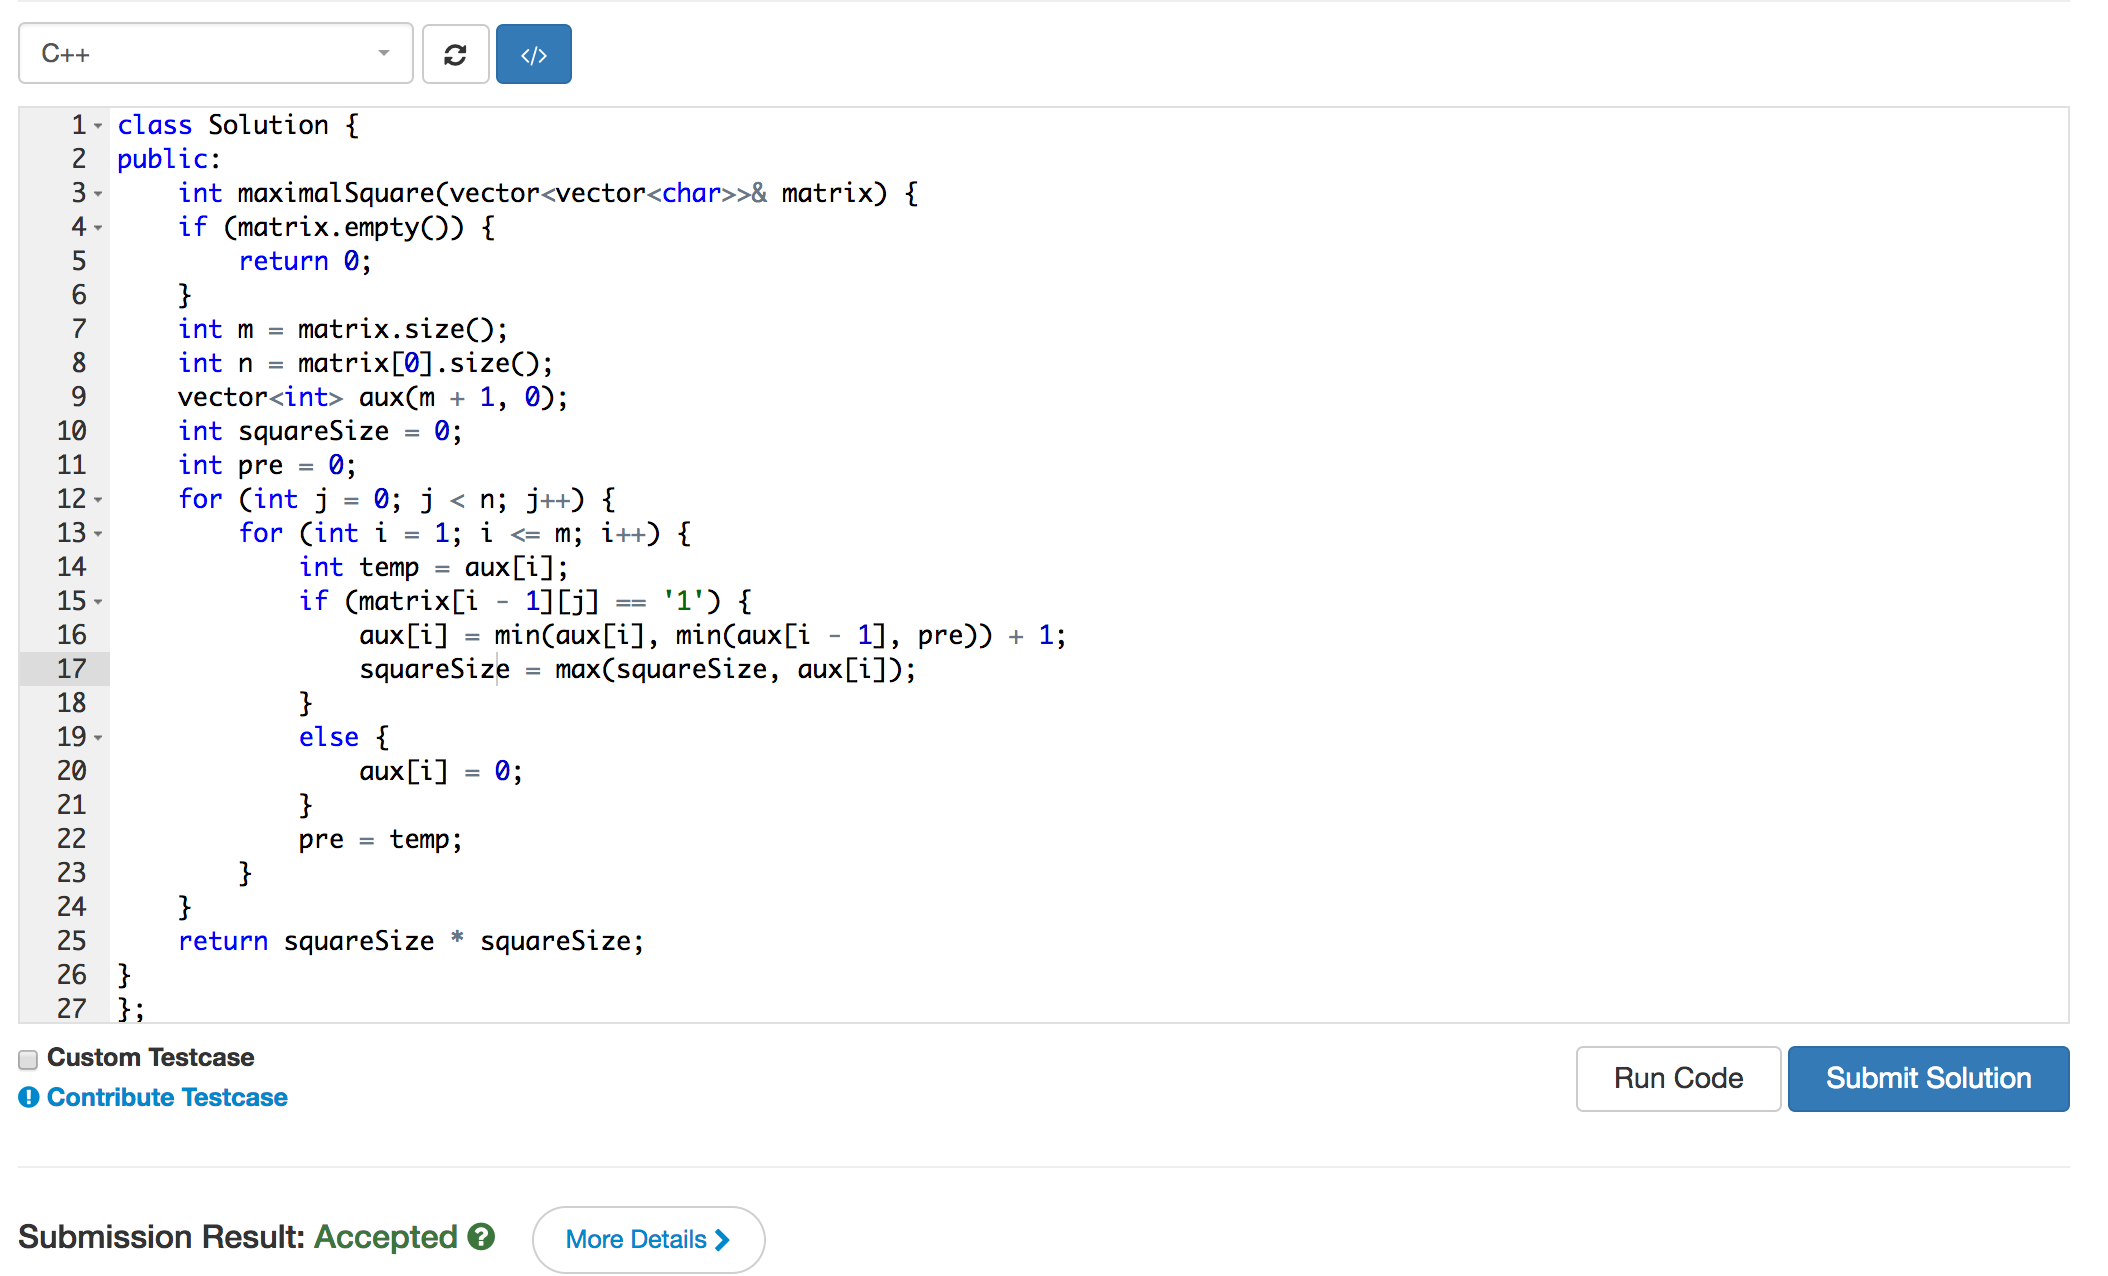 C++
</>
1 class Solution {
2 public:
3     int maximalSquare(vector<vector<char>>& matrix) {
4     if (matrix.empty()) {
5         return 0;
6     }
7     int m = matrix.size();
8     int n = matrix[0].size();
9     vector<int> aux(m + 1, 0);
10     int squareSize = 0;
11     int pre = 0;
12     for (int j = 0; j < n; j++) {
13         for (int i = 1; i <= m; i++) {
14             int temp = aux[i];
15             if (matrix[i - 1][j] == '1') {
16                 aux[i] = min(aux[i], min(aux[i - 1], pre)) + 1;
17                 squareSize = max(squareSize, aux[i]);
18             }
19             else {
20                 aux[i] = 0;
21             }
22             pre = temp;
23         }
24     }
25     return squareSize * squareSize;
26 }
27 };
Custom Testcase
Contribute Testcase
Run Code Submit Solution
Submission Result: Accepted ? More Details